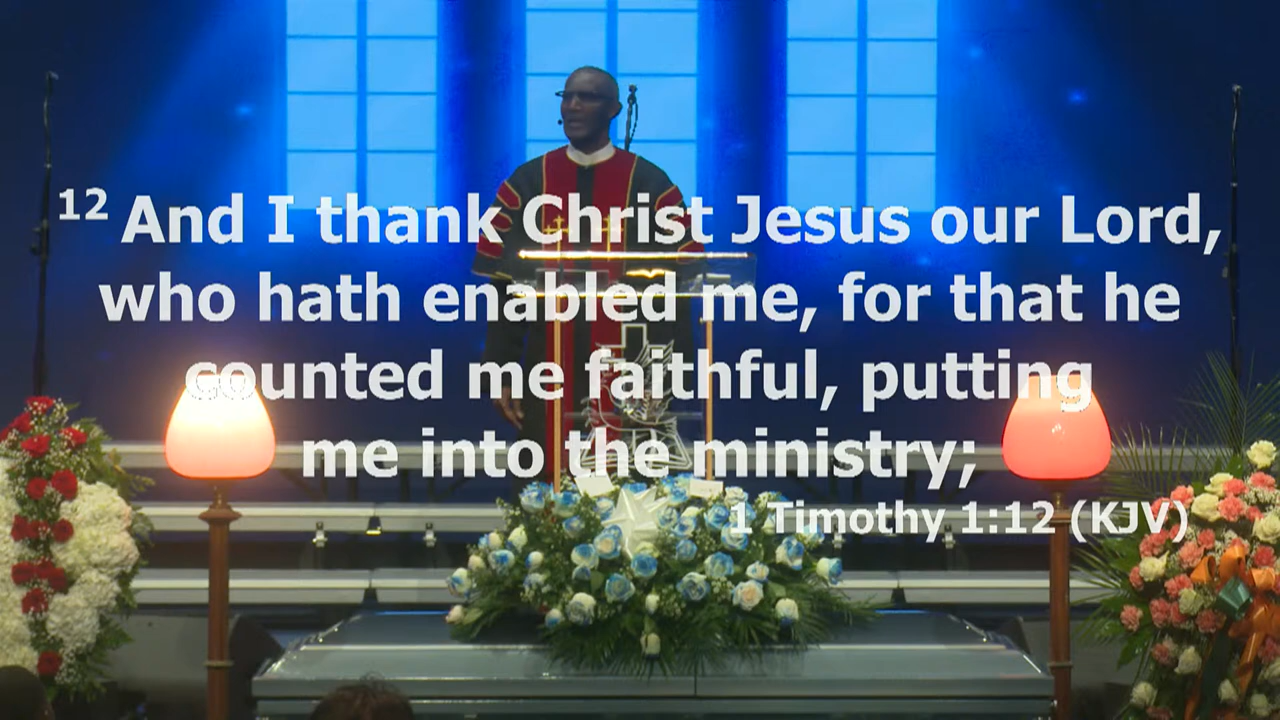 12 And I thank Christ Jesus our Lord,
who hath enabled me, for that he
counted me faithful, putting
me into the ministry;
1 Timothy 1:12 (KJV)